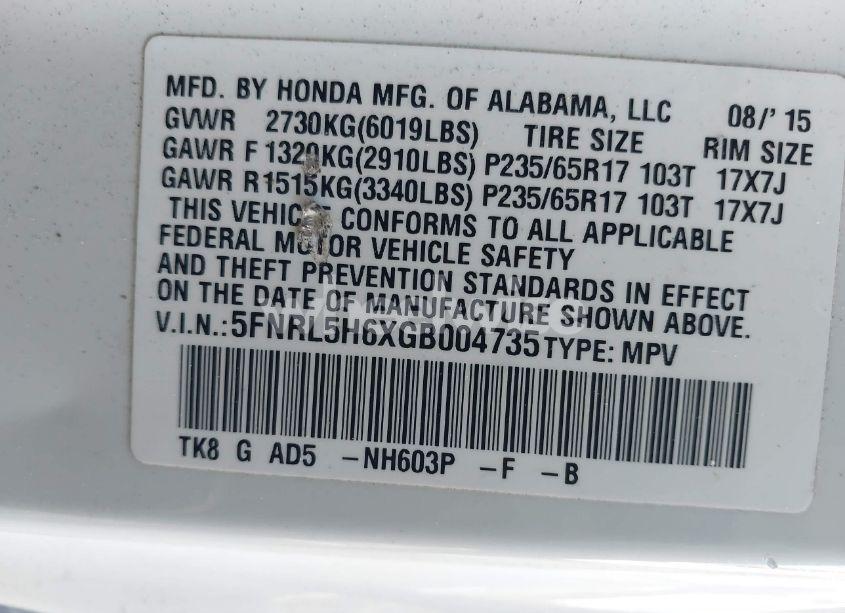 MFD. BY HONDA MFG. OF ALABAMA, LLC 08/' 15
GVWR 2730KG(6019LBS) TIRE SIZE RIM SIZE
GAWR F 1320KG(2910LBS) P235/65R17 103T 17X7J
GAWR R1515KG(3340LBS) P235/65R17 103T 17X7J
THIS VEHICLE CONFORMS TO ALL APPLICABLE
FEDERAL MOTOR VEHICLE SAFETY
AND THEFT PREVENTION STANDARDS IN EFFECT
ON THE DATE OF MANUFACTURE SHOWN ABOVE.
V.I.N.:5FNRL5H6XGB004735 TYPE: MPV
TK8 G AD5 -NH603P -F -B